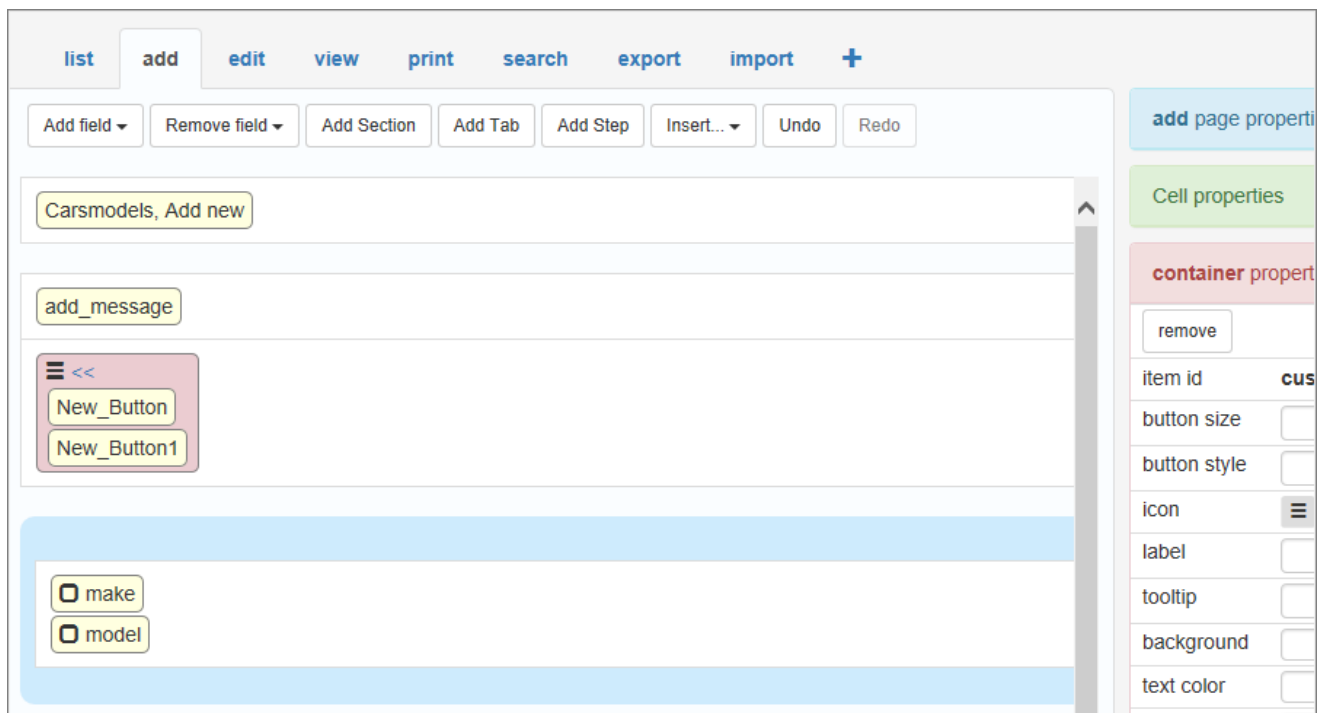 list add edit view print search export import +
Add field Remove field Add Section Add Tab Add Step Insert... Undo Redo
Carsmodels, Add new
add_message
<<
New_Button
New_Button1
make
model
add page properti
Cell properties
container propert
remove
item id cus
button size
button style
icon
label
tooltip
background
text color